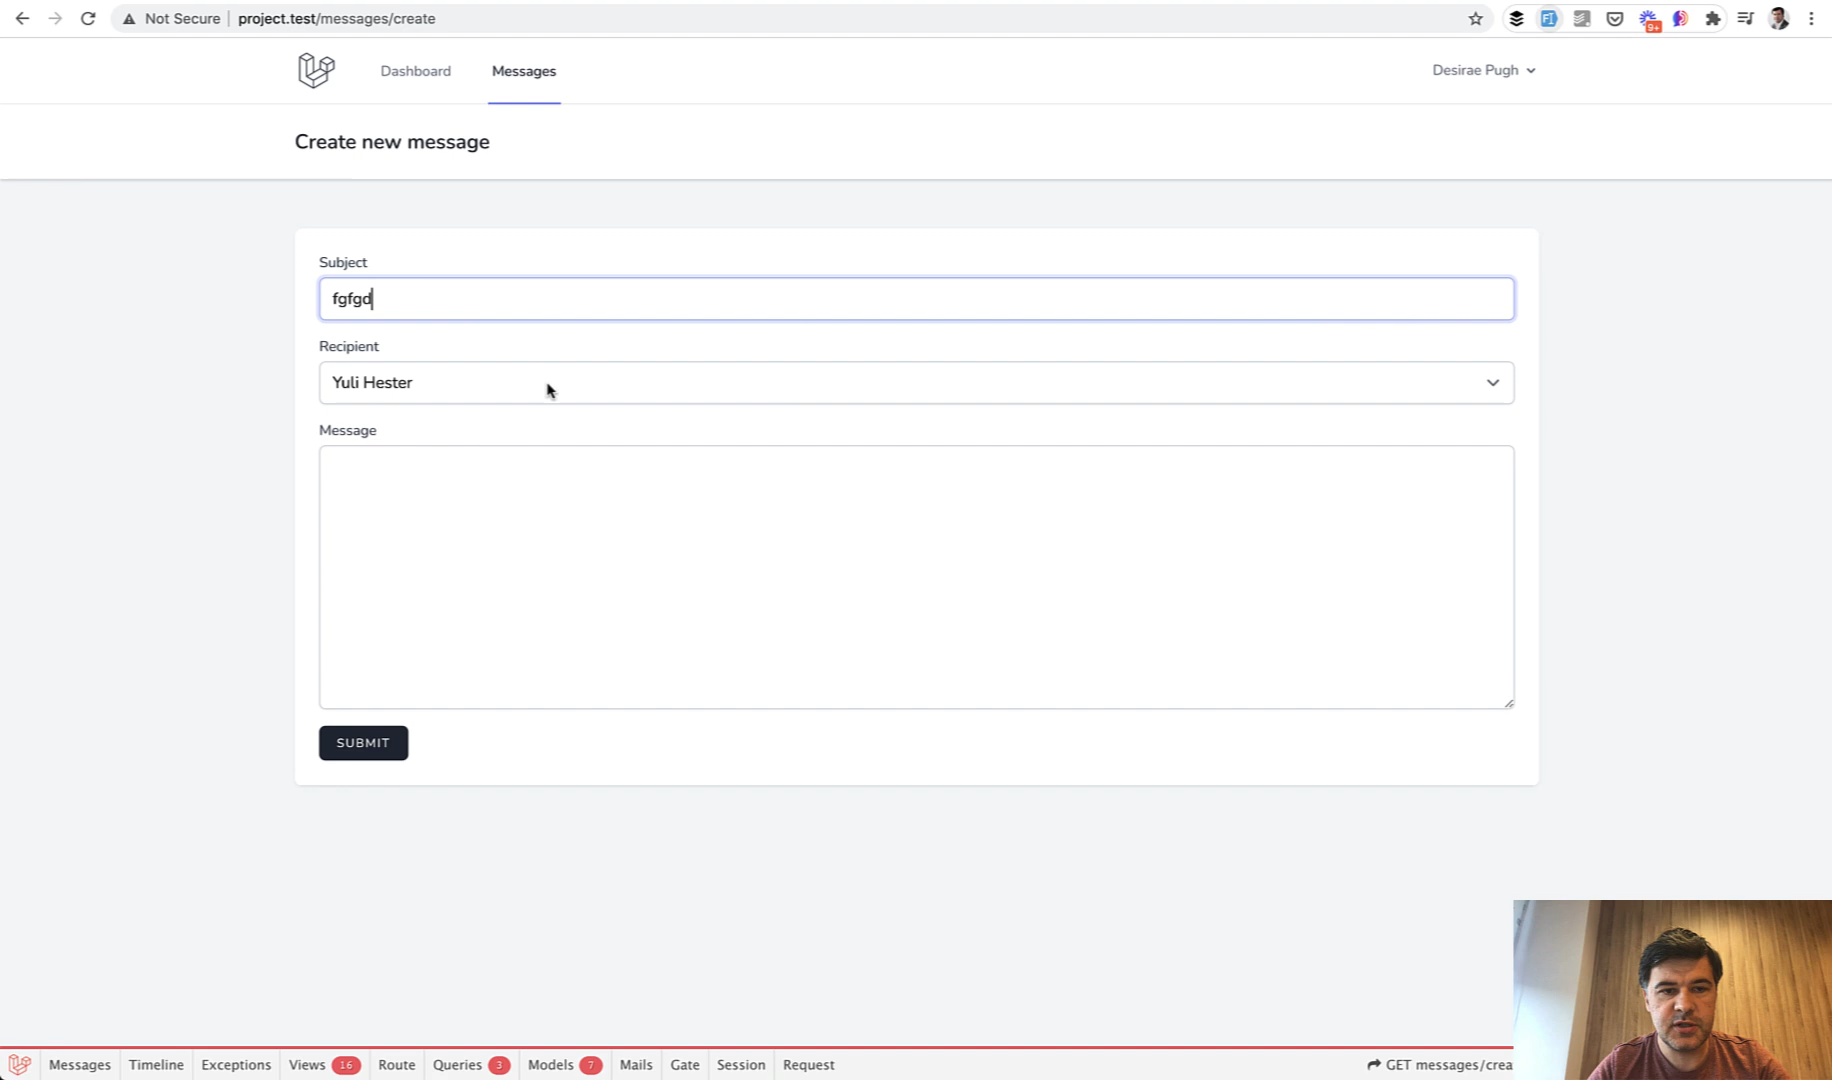 Not Secure project.test/messages/create
9+
Dashboard Messages Desirae Pugh
Create new message
Subject
fgfgd
Recipient
Yuli Hester
Message
SUBMIT
Messages Timeline Exceptions Views 16 Route Queries 3 Models 7 Mails Gate Session Request GET messages/crea